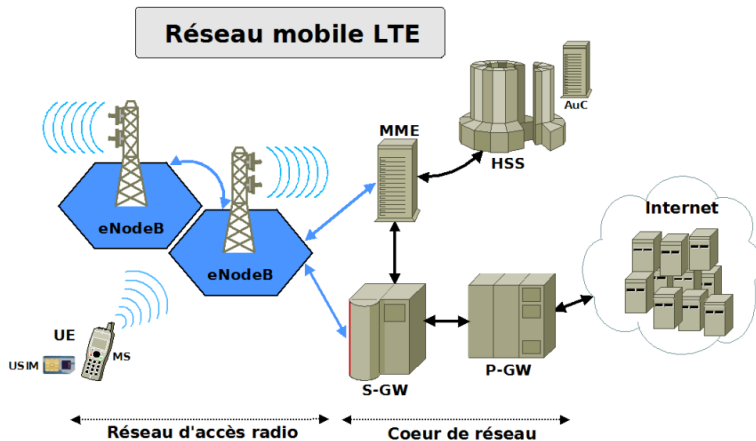 Réseau mobile LTE
AuC
MME
HSS
Internet
eNodeB
eNodeB
UE
USIM
MS
S-GW
P-GW
Réseau d'accès radio
Coeur de réseau